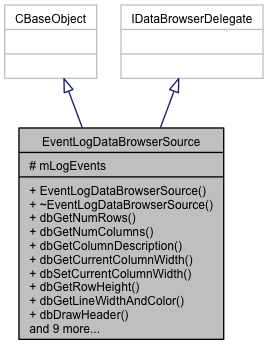 CBaseObject
IDataBrowserDelegate
EventLogDataBrowserSource
# mLogEvents
+ EventLogDataBrowserSource()
+ ~EventLogDataBrowserSource()
+ dbGetNumRows()
+ dbGetNumColumns()
+ dbGetColumnDescription()
+ dbGetCurrentColumnWidth()
+ dbSetCurrentColumnWidth()
+ dbGetRowHeight()
+ dbGetLineWidthAndColor()
+ dbDrawHeader()
and 9 more...